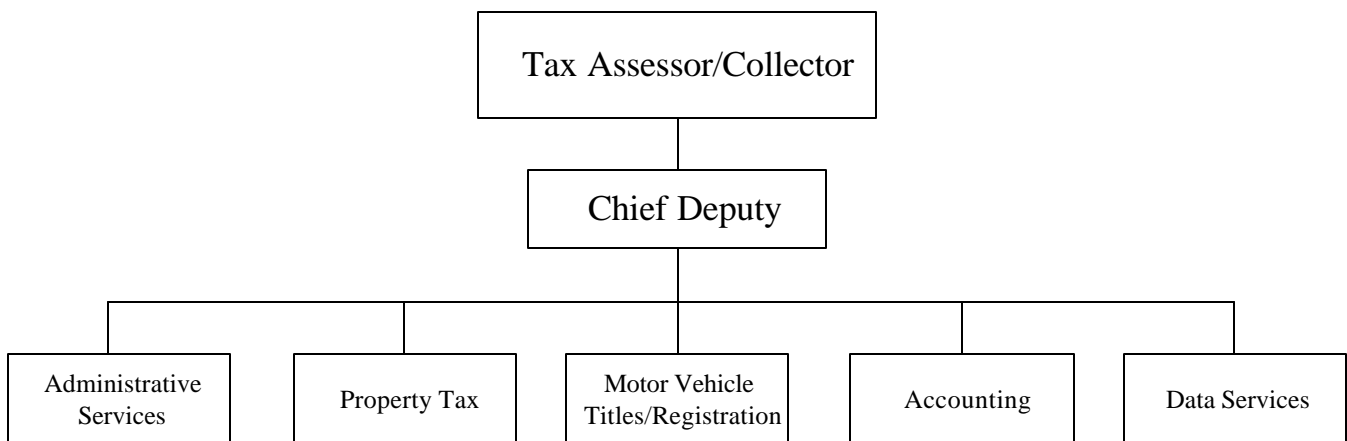 Tax Assessor/Collector
Chief Deputy
Administrative
Services
Property Tax
Motor Vehicle
Titles/Registration
Accounting
Data Services